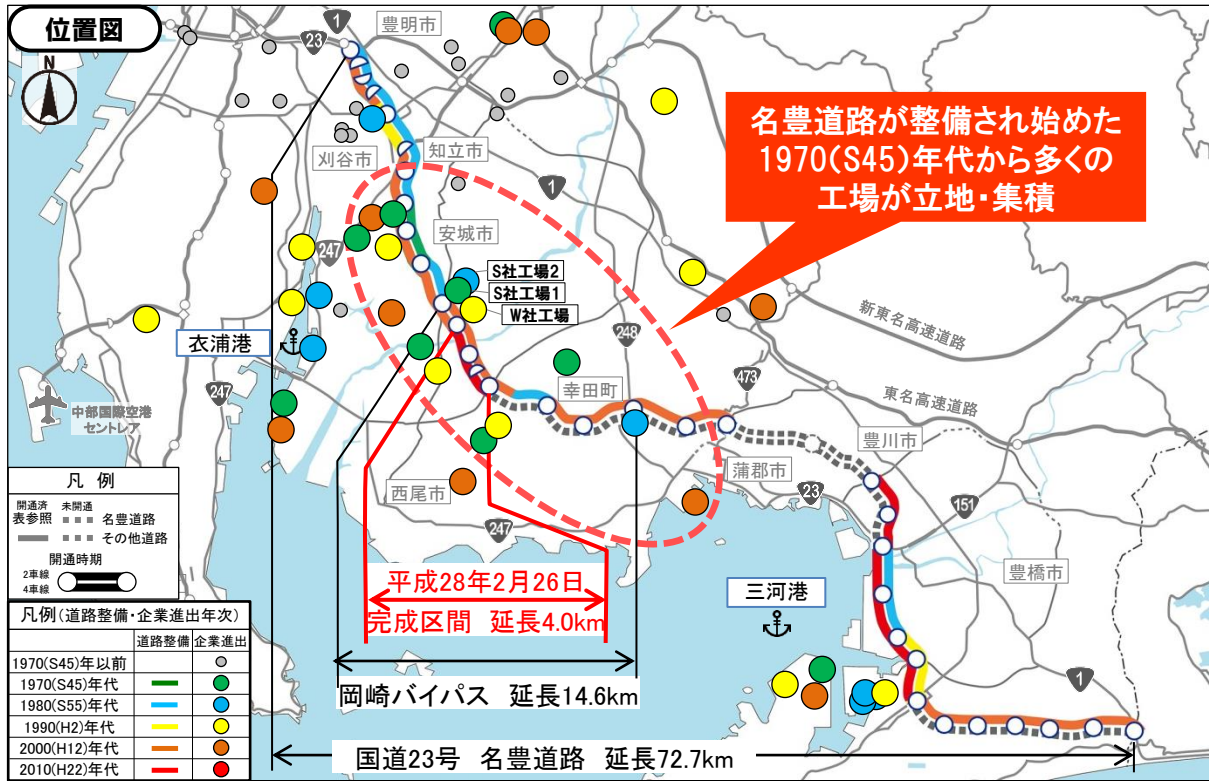 位置図
N
1
23
豊明市
名豊道路が整備され始めた
1970(S45)年代から多くの
工場が立地・集積
刈谷市
知立市
1
安城市
247
S社工場2
S社工場1
W社工場
衣浦港
248
新東名高速道路
幸田町
473
東名高速道路
247
中部国際空港
セントレア
豊川市
蒲郡市
西尾市
23
151
247
豊橋市
凡 例
開通済
表参照
未開通
名豊道路
その他道路
開通時期
2車線
4車線
平成28年2月26日
完成区間 延長4.0km
三河港
凡例(道路整備・企業進出年次)
道路整備 企業進出
1970(S45)年以前
1970(S45)年代
1980(S55)年代
1990(H2)年代
2000(H12)年代
2010(H22)年代
岡崎バイパス 延長14.6km
1
国道23号 名豊道路 延長72.7km